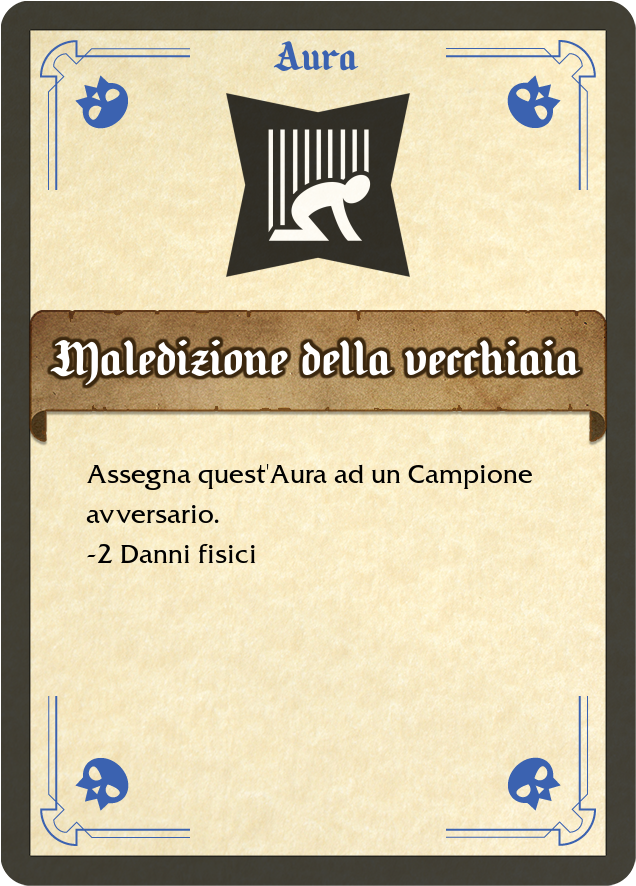 Aura
Maledizione della vecchiaia
Assegna quest'Aura ad un Campione
avversario.
-2 Danni fisici